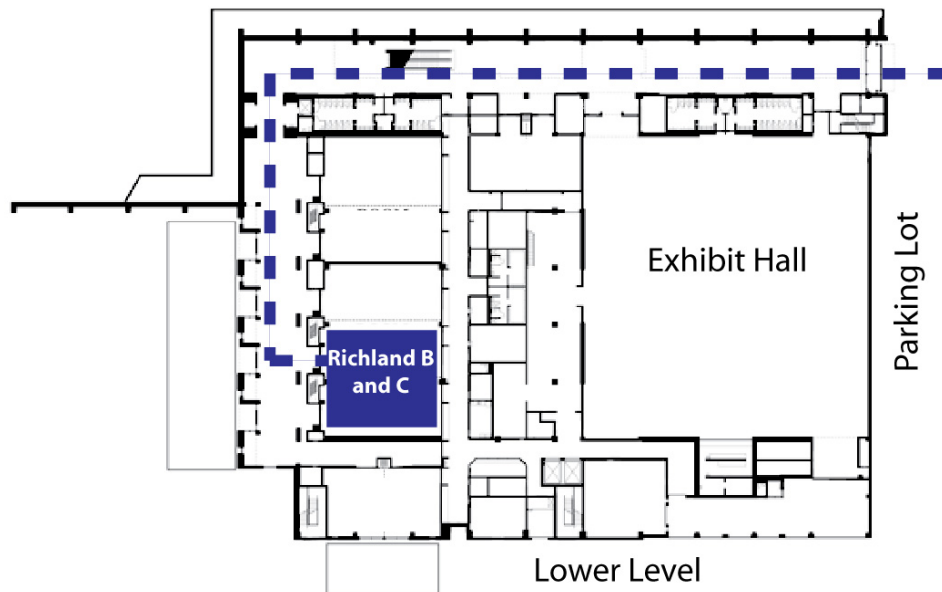 Exhibit Hall
Parking Lot
Richland B
and C
Lower Level